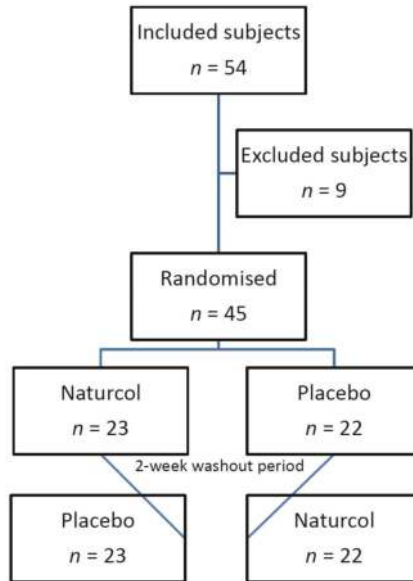 Included subjects
n = 54
Excluded subjects
n = 9
Randomised
n = 45
Naturcol
n = 23
Placebo
n = 22
2-week washout period
Placebo
n = 23
Naturcol
n = 22